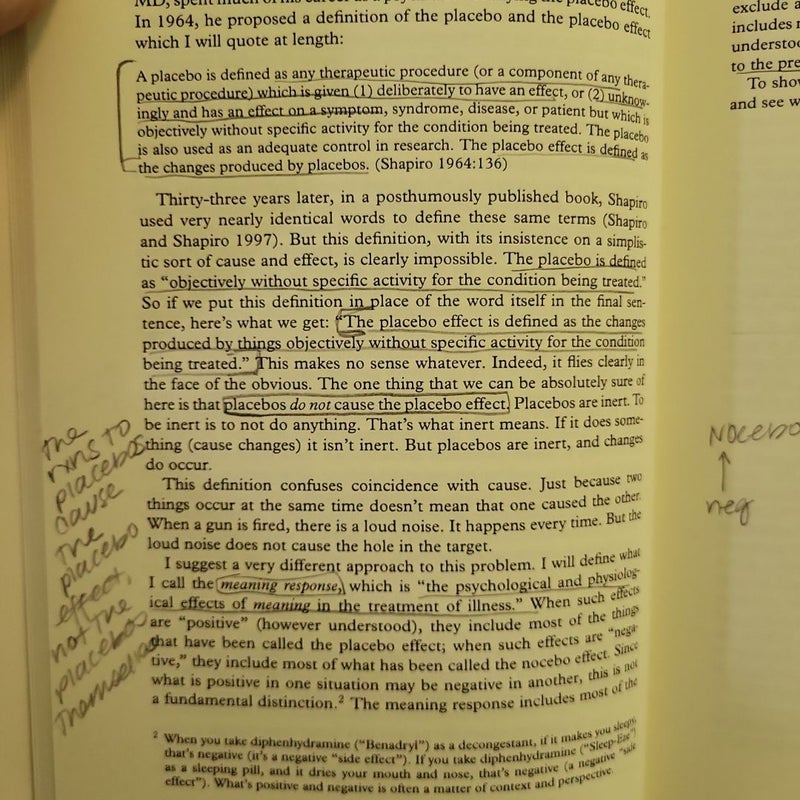 MD, spent much of his career as a
the placebo effect.
In 1964, he proposed a definition of the placebo and the placebo effect
which I will quote at length:
A placebo is defined as any therapeutic procedure (or a component of any thera-
peutic procedure) which is given (1) deliberately to have an effect, or (2) unknow-
ingly and has an effect on a symptom, syndrome, disease, or patient but which is
objectively without specific activity for the condition being treated. The placebo
is also used as an adequate control in research. The placebo effect is defined as
the changes produced by placebos. (Shapiro 1964:136)
Thirty-three years later, in a posthumously published book, Shapiro
used very nearly identical words to define these same terms (Shapiro
and Shapiro 1997). But this definition, with its insistence on a simplis-
tic sort of cause and effect, is clearly impossible. The placebo is defined
as “objectively without specific activity for the condition being treated.”
So if we put this definition in place of the word itself in the final sen-
tence, here’s what we get: “The placebo effect is defined as the changes
produced by things objectively without specific activity for the condition
being treated.” This makes no sense whatever. Indeed, it flies clearly in
the face of the obvious. The one thing that we can be absolutely sure of
here is that placebos do not cause the placebo effect. Placebos are inert. To
be inert is to not do anything. That’s what inert means. If it does some-
thing (cause changes) it isn’t inert. But placebos are inert, and changes
do occur.
This definition confuses coincidence with cause. Just because two
things occur at the same time doesn’t mean that one caused the other.
When a gun is fired, there is a loud noise. It happens every time. But the
loud noise does not cause the hole in the target.
I suggest a very different approach to this problem. I will define what
I call the meaning response, which is “the psychological and physiolog-
ical effects of meaning in the treatment of illness.” When such effects
are “positive” (however understood), they include most of the things
that have been called the placebo effect; when such effects are “nega-
tive,” they include most of what has been called the nocebo effect. Since
what is positive in one situation may be negative in another, this is not
a fundamental distinction.² The meaning response includes most of the
² When you take diphenhydramine (“Benadryl”) as a decongestant, if it makes you sleepy,
that’s negative (it’s a negative “side effect”). If you take diphenhydramine (“Sleep-Eze”)
as a sleeping pill, and it dries your mouth and nose, that’s negative (a negative “side
effect”). What’s positive and negative is often a matter of context and perspective
The
placebo
cause
The
placebo
effect,
not the
placebo
exclude a
includes
understoo
to the pre
To show
and see w
Nocebo
neg